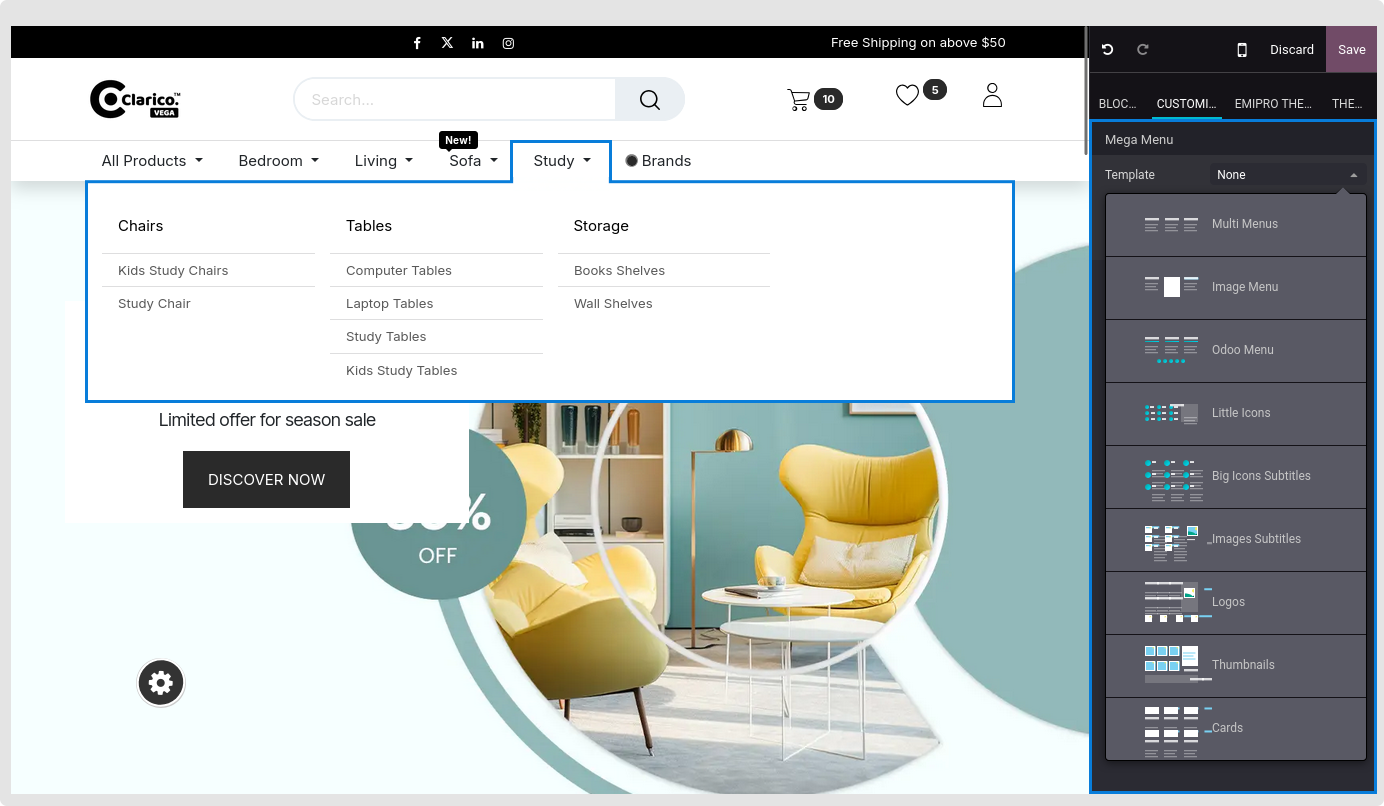 Free Shipping on above $50
Discard
Save
Clarico.™
VEGA
Search...
10
5
BLOC...
CUSTOMI...
EMIPRO THE...
THE...
New!
All Products
Bedroom
Living
Sofa
Study
Brands
Mega Menu
Template
None
Chairs
Tables
Storage
Kids Study Chairs
Computer Tables
Books Shelves
Study Chair
Laptop Tables
Wall Shelves
Study Tables
Kids Study Tables
Limited offer for season sale
DISCOVER NOW
OFF
Multi Menus
Image Menu
Odoo Menu
Little Icons
Big Icons Subtitles
Images Subtitles
Logos
Thumbnails
Cards